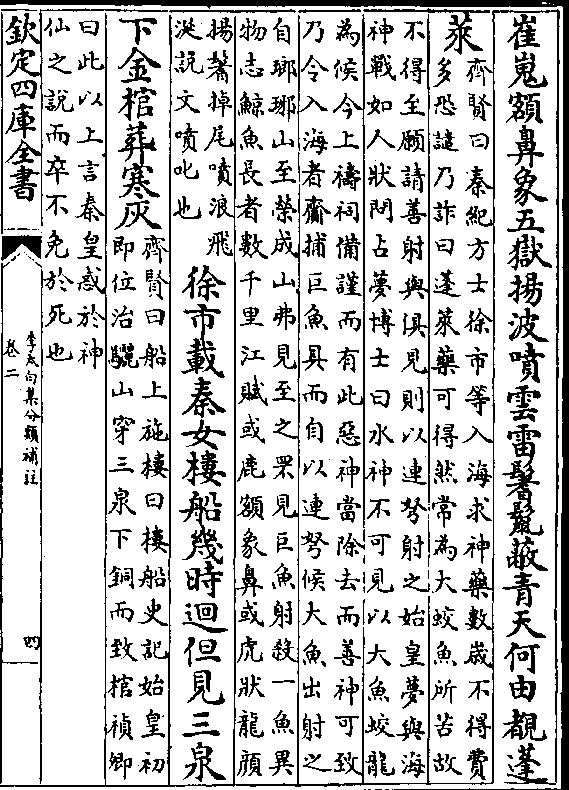 崔嵬額鼻象五嶽揚波噴雲雷鬐鬛蔽青天何由覩蓬
萊
齊賢曰秦紀方士徐市等入海求神藥數嵗不得費
多恐譴乃詐曰蓬萊藥可得然常為大蛟魚所苦故
不得至願請善射與俱見則以連弩射之始皇夢與海
神戰如人狀問占夢博士曰水神不可見以大魚蛟龍
為候今上禱祠備謹而有此惡神當除去而善神可致
乃令入海者齎捕巨魚具而自以連弩候大魚出射之
自瑯琊山至榮成山弗見至之罘見巨魚射殺一魚異
物志鯨魚長者數千里江賦或鹿額象鼻或虎狀龍顔
揚鬐掉尾噴浪飛
涎説文噴叱也
徐市載秦女樓船幾時迴但見三泉
下金棺葬寒灰
齊賢曰船上施樓曰樓船史記始皇初
即位治驪山穿三泉下銅而致棺禎卿
曰此以上言秦皇惑於神
仙之説而卒不免於死也
欽定四庫全書
李太白集分類補註
卷二
四